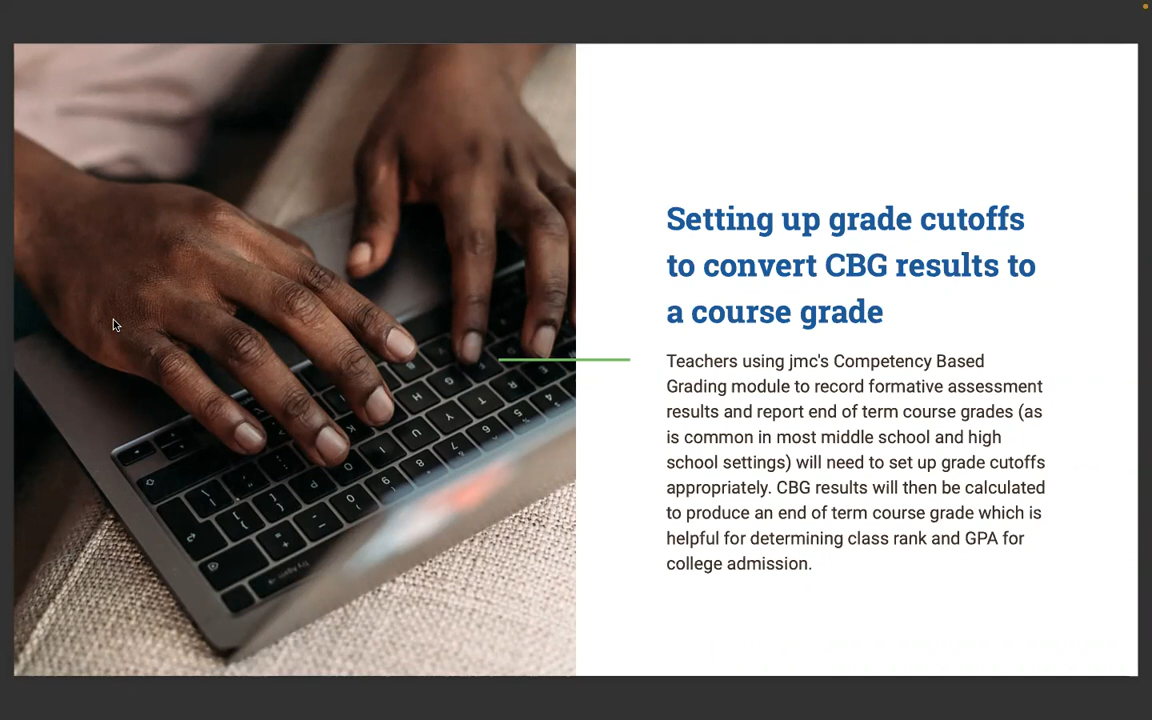 Setting up grade cutoffs
to convert CBG results to
a course grade
Teachers using jmc's Competency Based
Grading module to record formative assessment
results and report end of term course grades (as
is common in most middle school and high
school settings) will need to set up grade cutoffs
appropriately. CBG results will then be calculated
to produce an end of term course grade which is
helpful for determining class rank and GPA for
college admission.